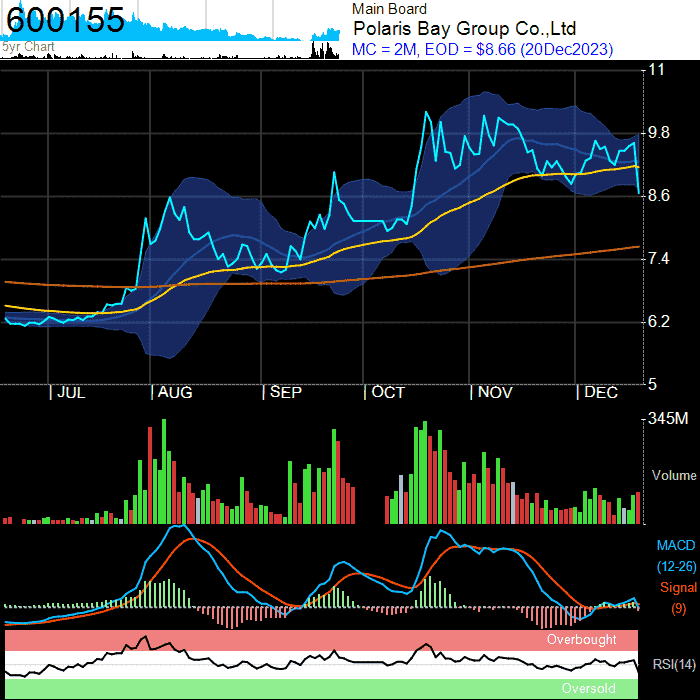 600155
5yr Chart
Main Board
Polaris Bay Group Co.,Ltd
MC = 2M, EOD = $8.66 (20Dec2023)
11
9.8
8.6
7.4
6.2
5
JUL
AUG
SEP
OCT
NOV
DEC
345M
Volume
MACD
(12-26)
Signal
(9)
Overbought
RSI(14)
Oversold